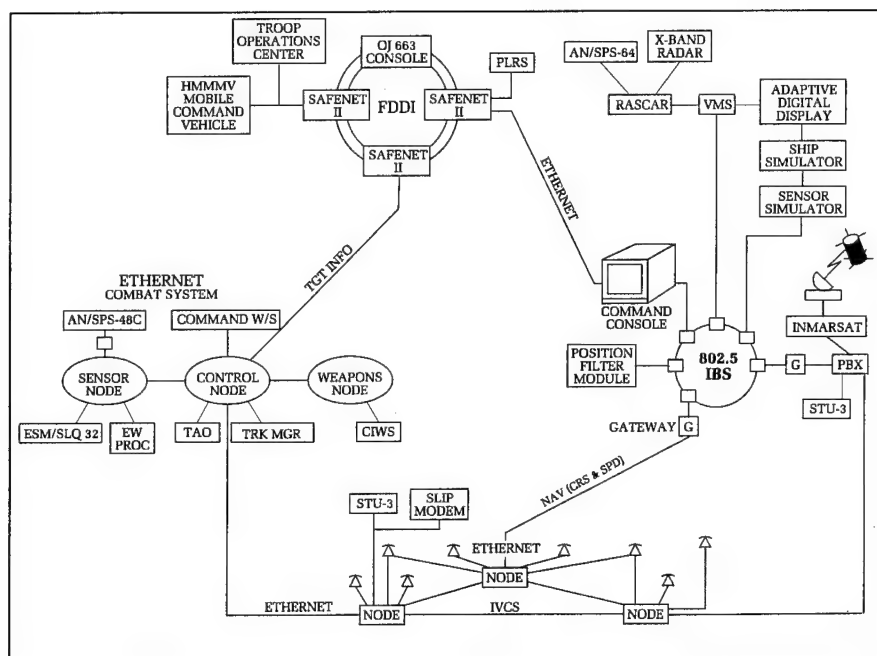 TROOP
OPERATIONS
CENTER
OJ 663
CONSOLE
HMMMV
MOBILE
COMMAND
VEHICLE
SAFENET
II
FDDI
SAFENET
II
SAFENET
II
PLRS
AN/SPS-64
X-BAND
RADAR
RASCAR
VMS
ADAPTIVE
DIGITAL
DISPLAY
SHIP
SIMULATOR
SENSOR
SIMULATOR
ETHERNET
TGT INFO
ETHERNET
COMBAT SYSTEM
AN/SPS-48C
COMMAND W/S
SENSOR
NODE
CONTROL
NODE
WEAPONS
NODE
ESM/SLQ 32
EW
PROC
TAO
TRK MGR
CIWS
COMMAND
CONSOLE
POSITION
FILTER
MODULE
802.5
IBS
INMARSAT
G
PBX
STU-3
GATEWAY
G
NAV (CRS & SPD)
STU-3
SLIP
MODEM
ETHERNET
NODE
ETHERNET
NODE
IVCS
NODE